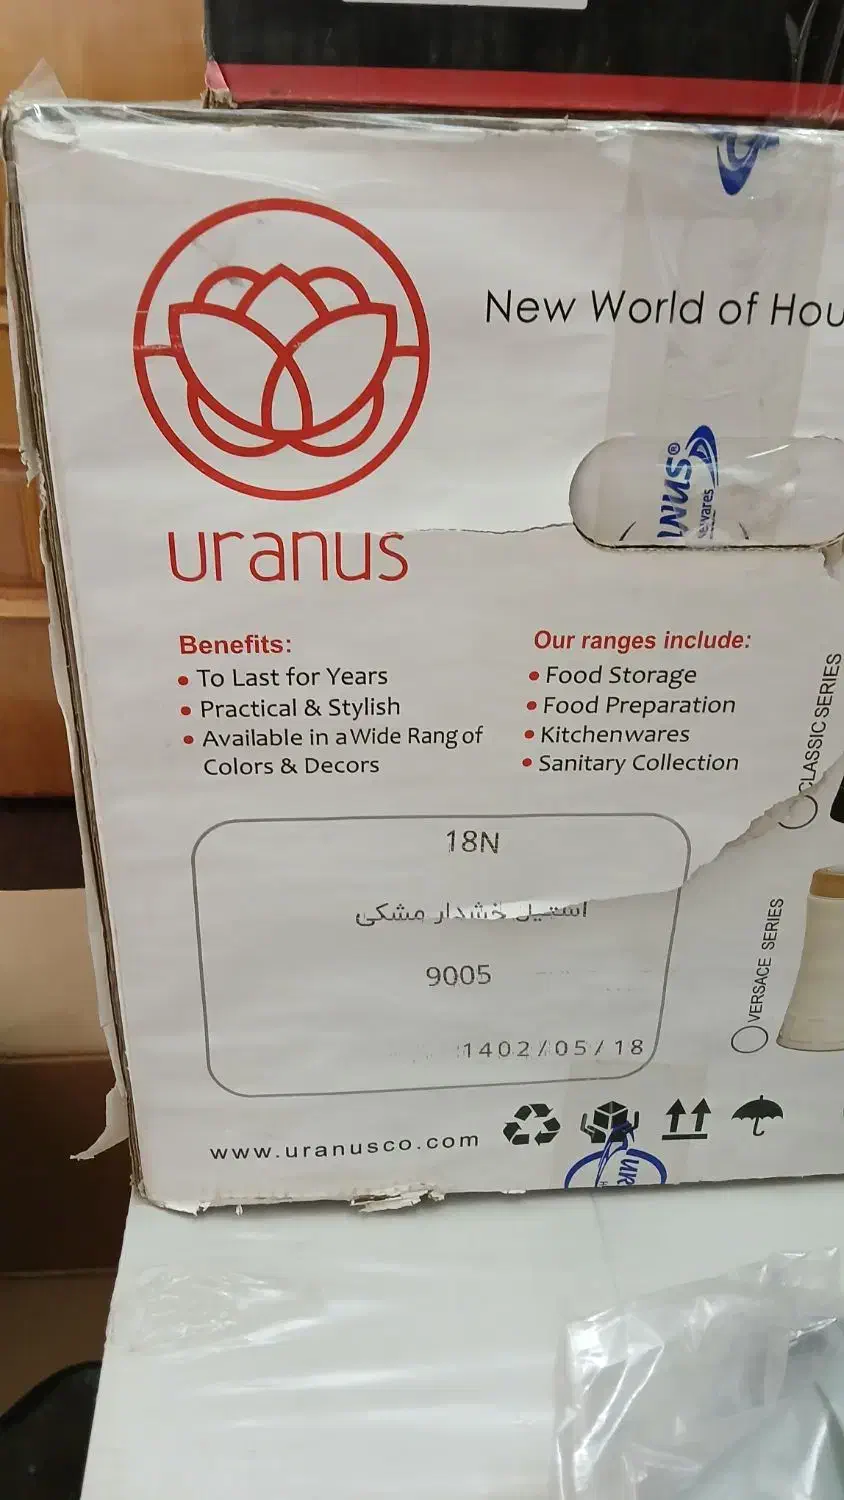 New World of Hou
uranus
Benefits:
• To Last for Years
• Practical & Stylish
• Available in a Wide Rang of
Colors & Decors
Our ranges include:
• Food Storage
• Food Preparation
• Kitchenwares
• Sanitary Collection
CLASSIC SERIES
VERSACE SERIES
18N
استیل خشدار مشکی
9005
1402/05/18
www.uranusco.com